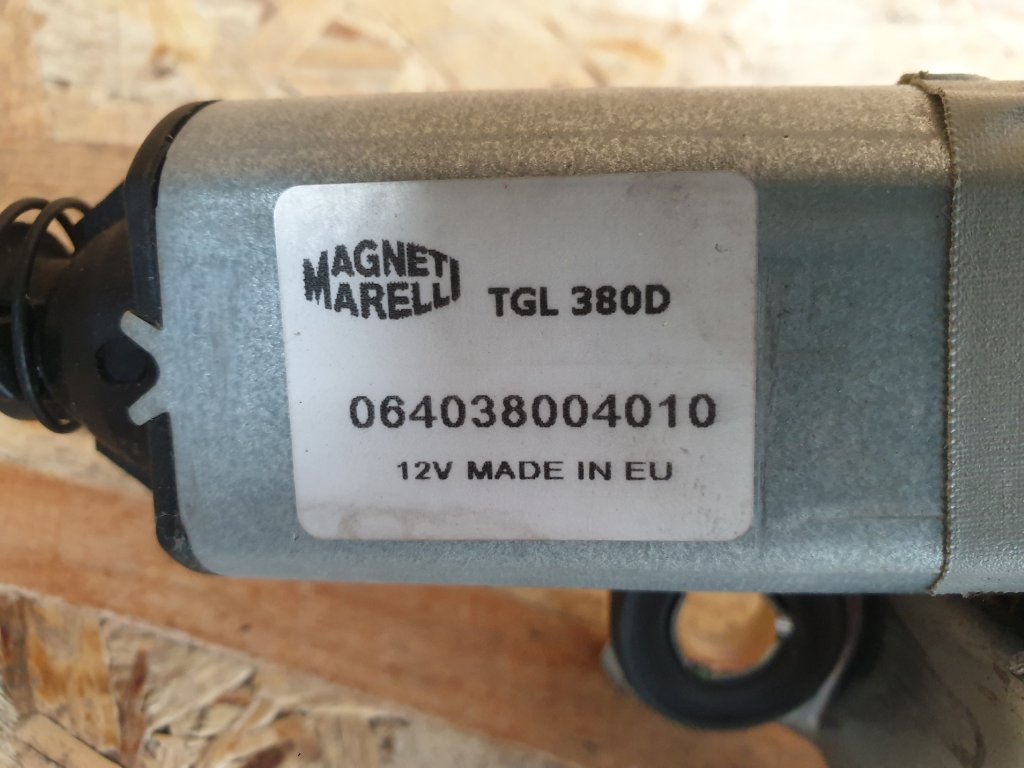 MAGNETI
MARELLI
TGL 380D
064038004010
12V MADE IN EU